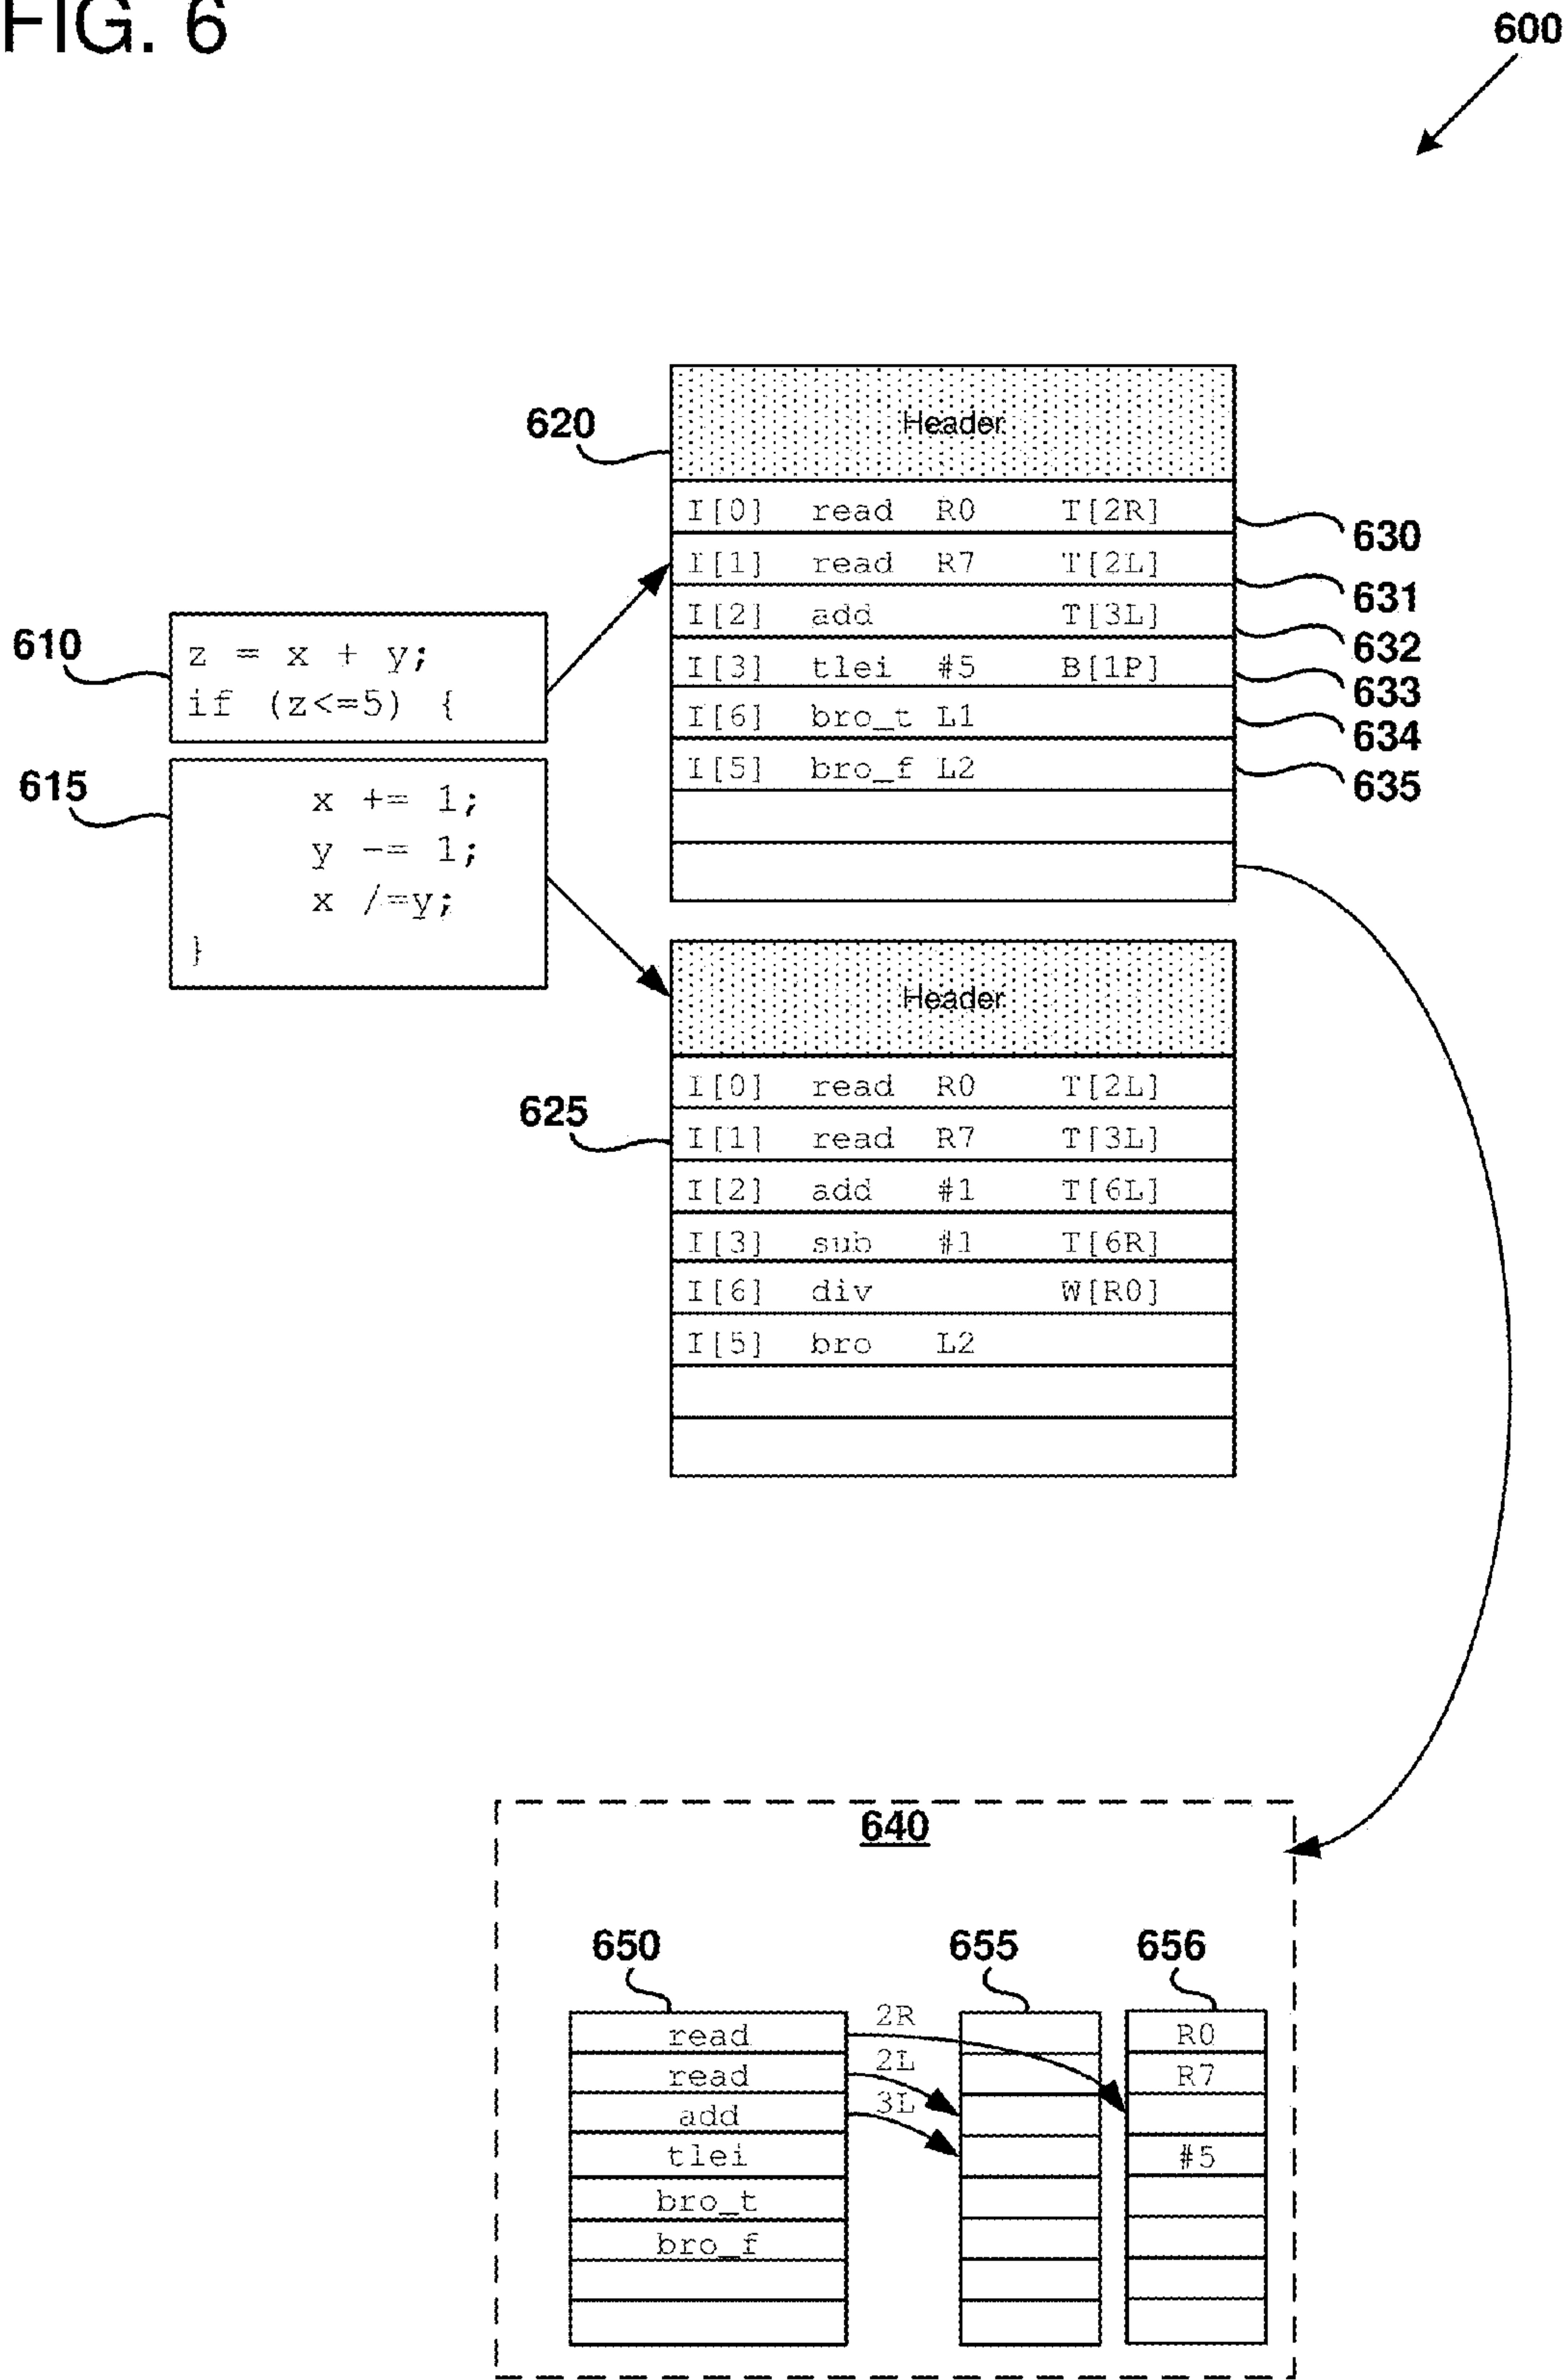 FIG. 6
600
620
Header
I[0] read R0 T[2R]
630
I[1] read R7 T[2L]
631
I[2] add T[3L]
632
I[3] tlei #5 B[1P]
633
I[6] bro_t L1
634
I[5] bro_f L2
635
610
z = x + y;
if (z<=5) {
615
x += 1;
y -= 1;
x /=y;
}
Header
625
I[0] read R0 T[2L]
I[1] read R7 T[3L]
I[2] add #1 T[6L]
I[3] sub #1 T[6R]
I[6] div W[R0]
I[5] bro L2
640
650
655
656
read
read
add
tlei
bro_t
bro_f
2R
2L
3L
R0
R7
#5